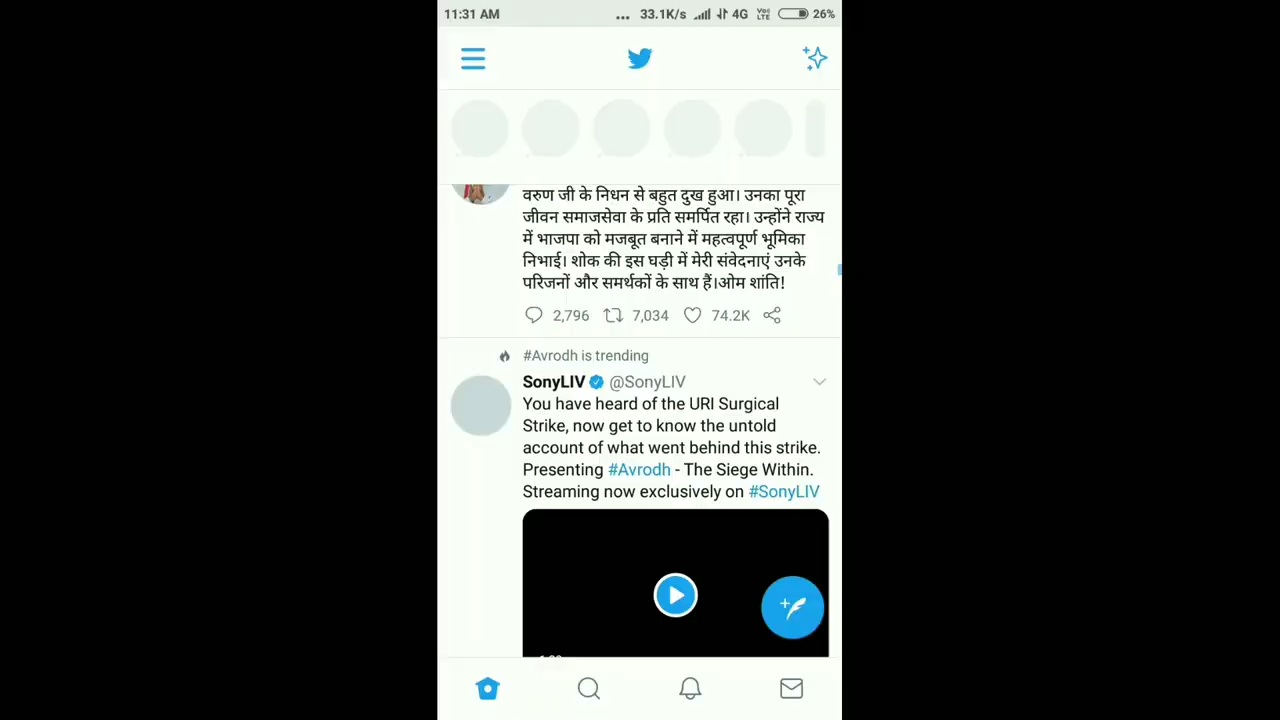 11:31 AM ... 33.1K/s 4G Vo LTE 26%
वरुण जी के निधन से बहुत दुख हुआ। उनका पूरा
जीवन समाजसेवा के प्रति समर्पित रहा। उन्होंने राज्य
में भाजपा को मजबूत बनाने में महत्वपूर्ण भूमिका
निभाई। शोक की इस घड़ी में मेरी संवेदनाएं उनके
परिजनों और समर्थकों के साथ हैं।ओम शांति!
2,796 7,034 74.2K
#Avrodh is trending
SonyLIV @SonyLIV
You have heard of the URI Surgical
Strike, now get to know the untold
account of what went behind this strike.
Presenting #Avrodh - The Siege Within.
Streaming now exclusively on #SonyLIV